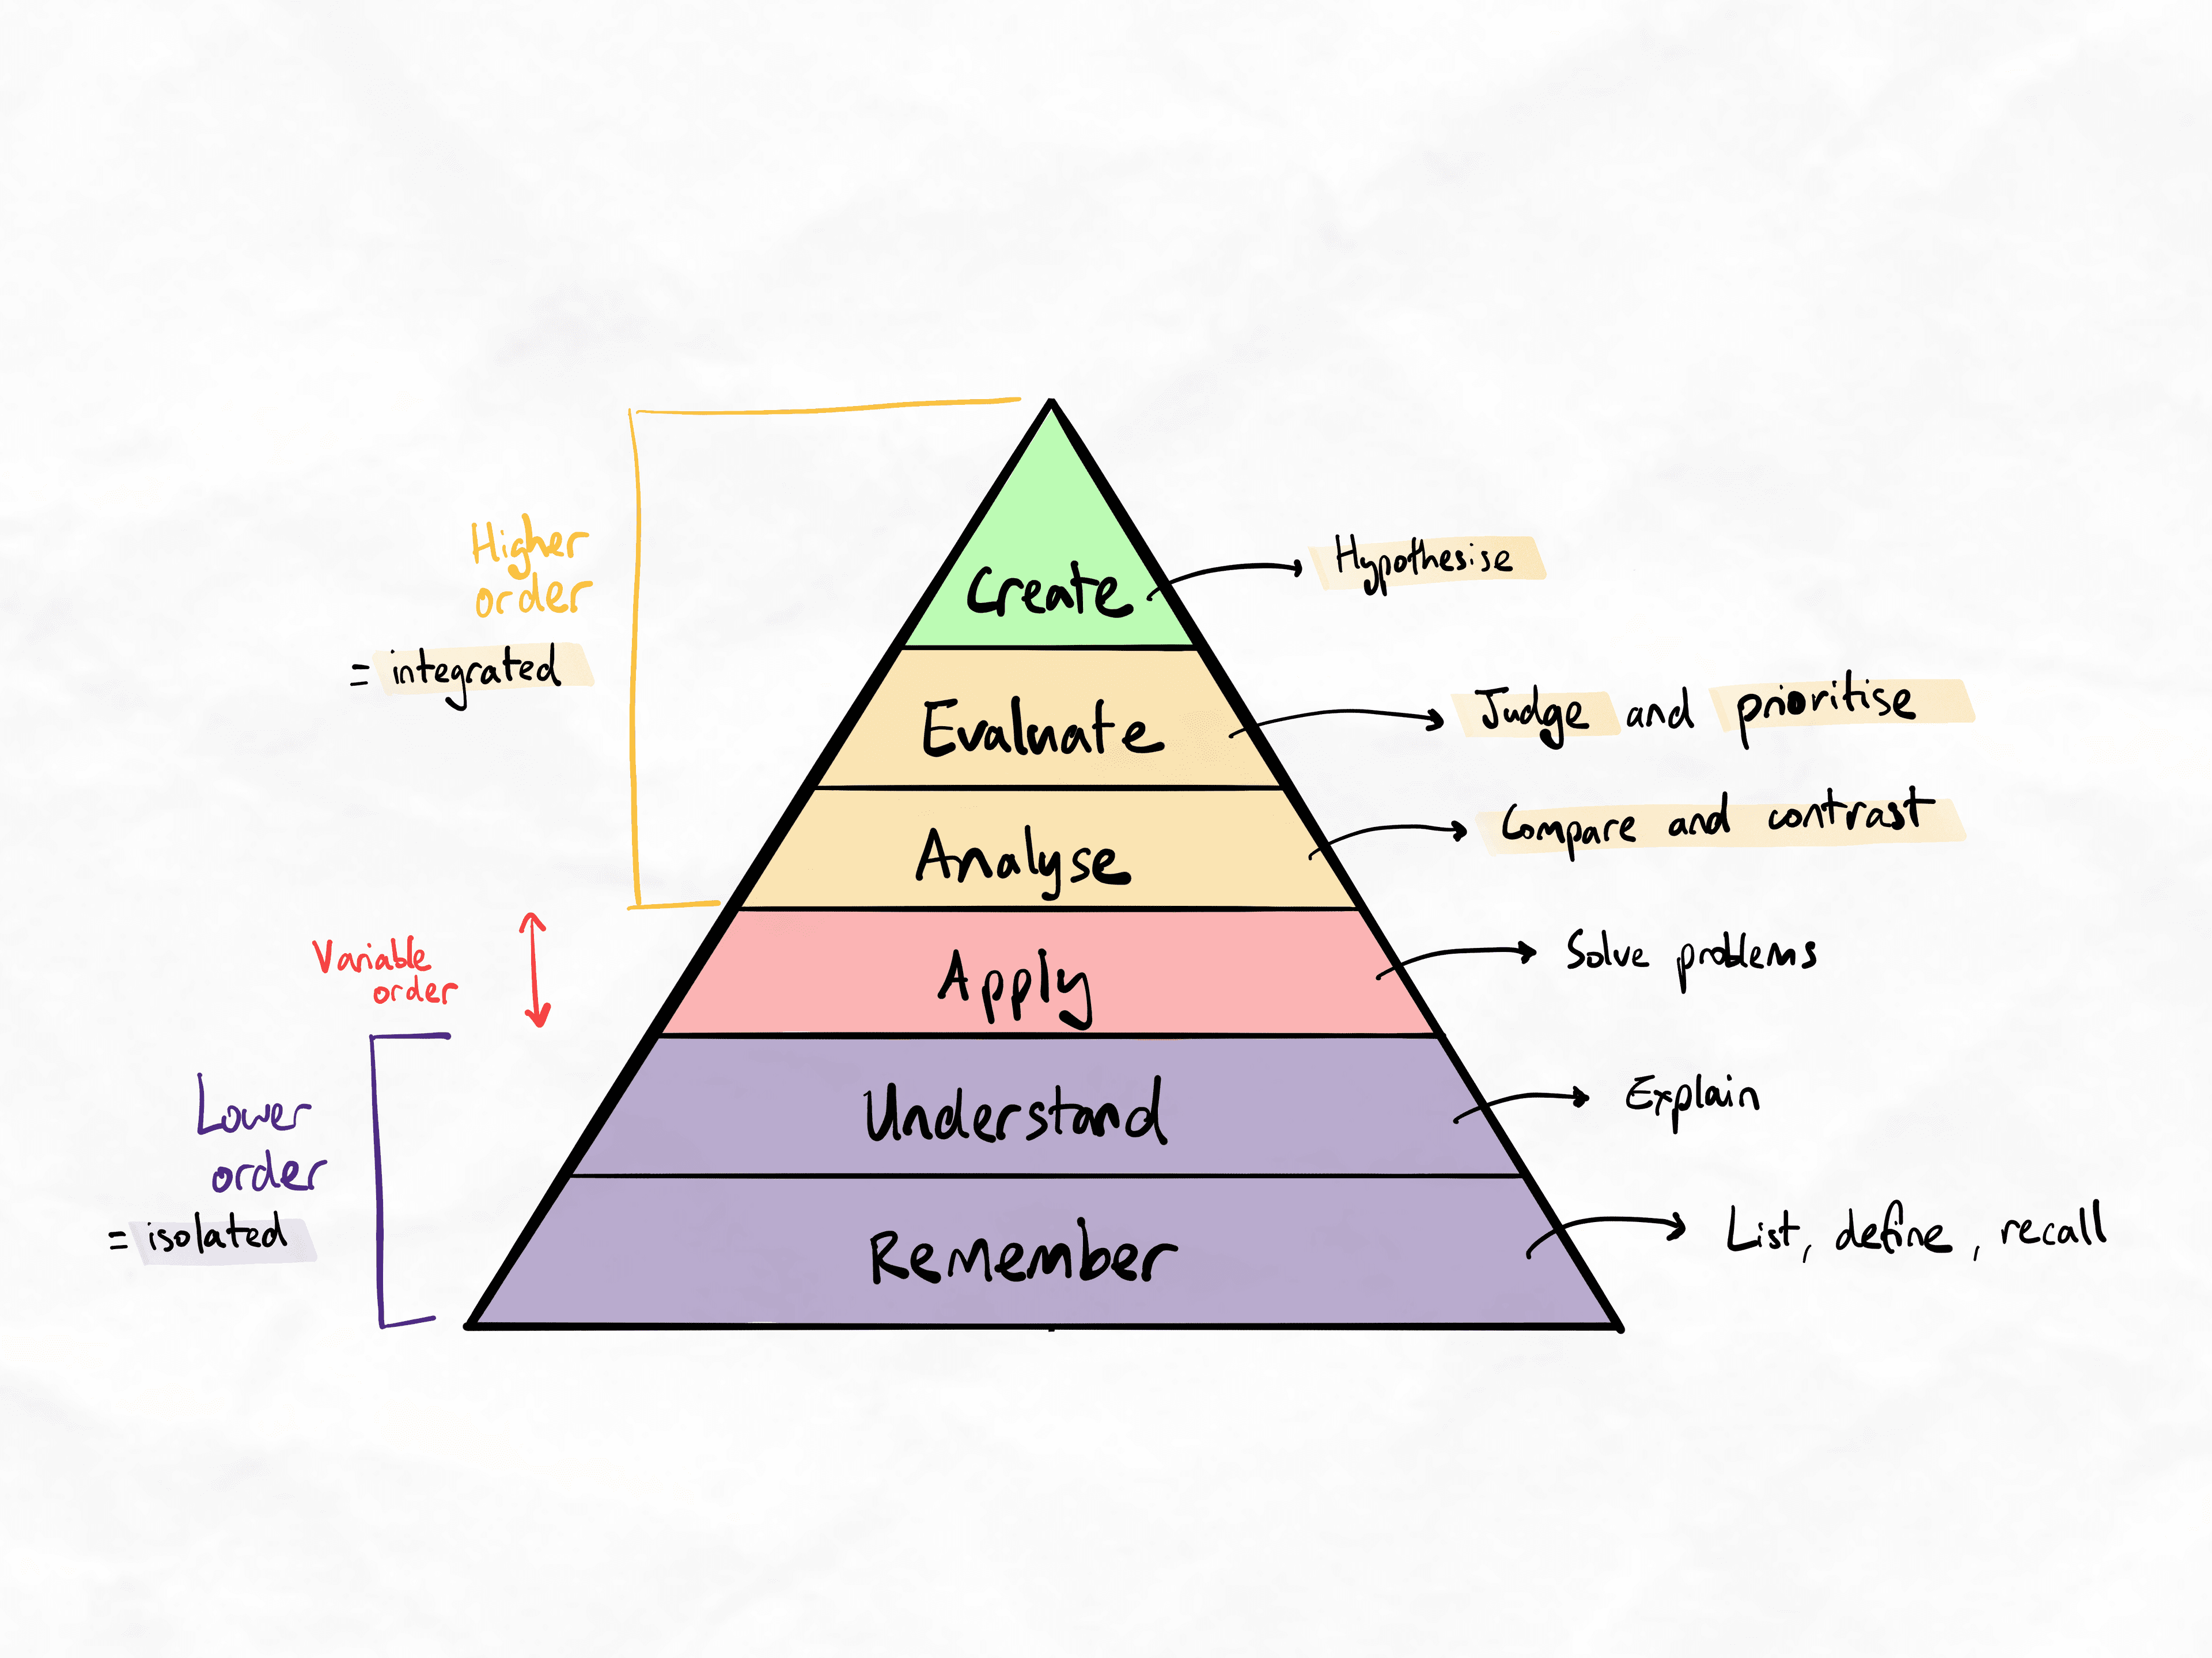 Higher
order
= integrated
Variable
order
Lower
order
= isolated
Create
Evaluate
Analyse
Apply
Understand
Remember
Hypothesise
Judge and prioritise
Compare and contrast
Solve problems
Explain
List, define, recall